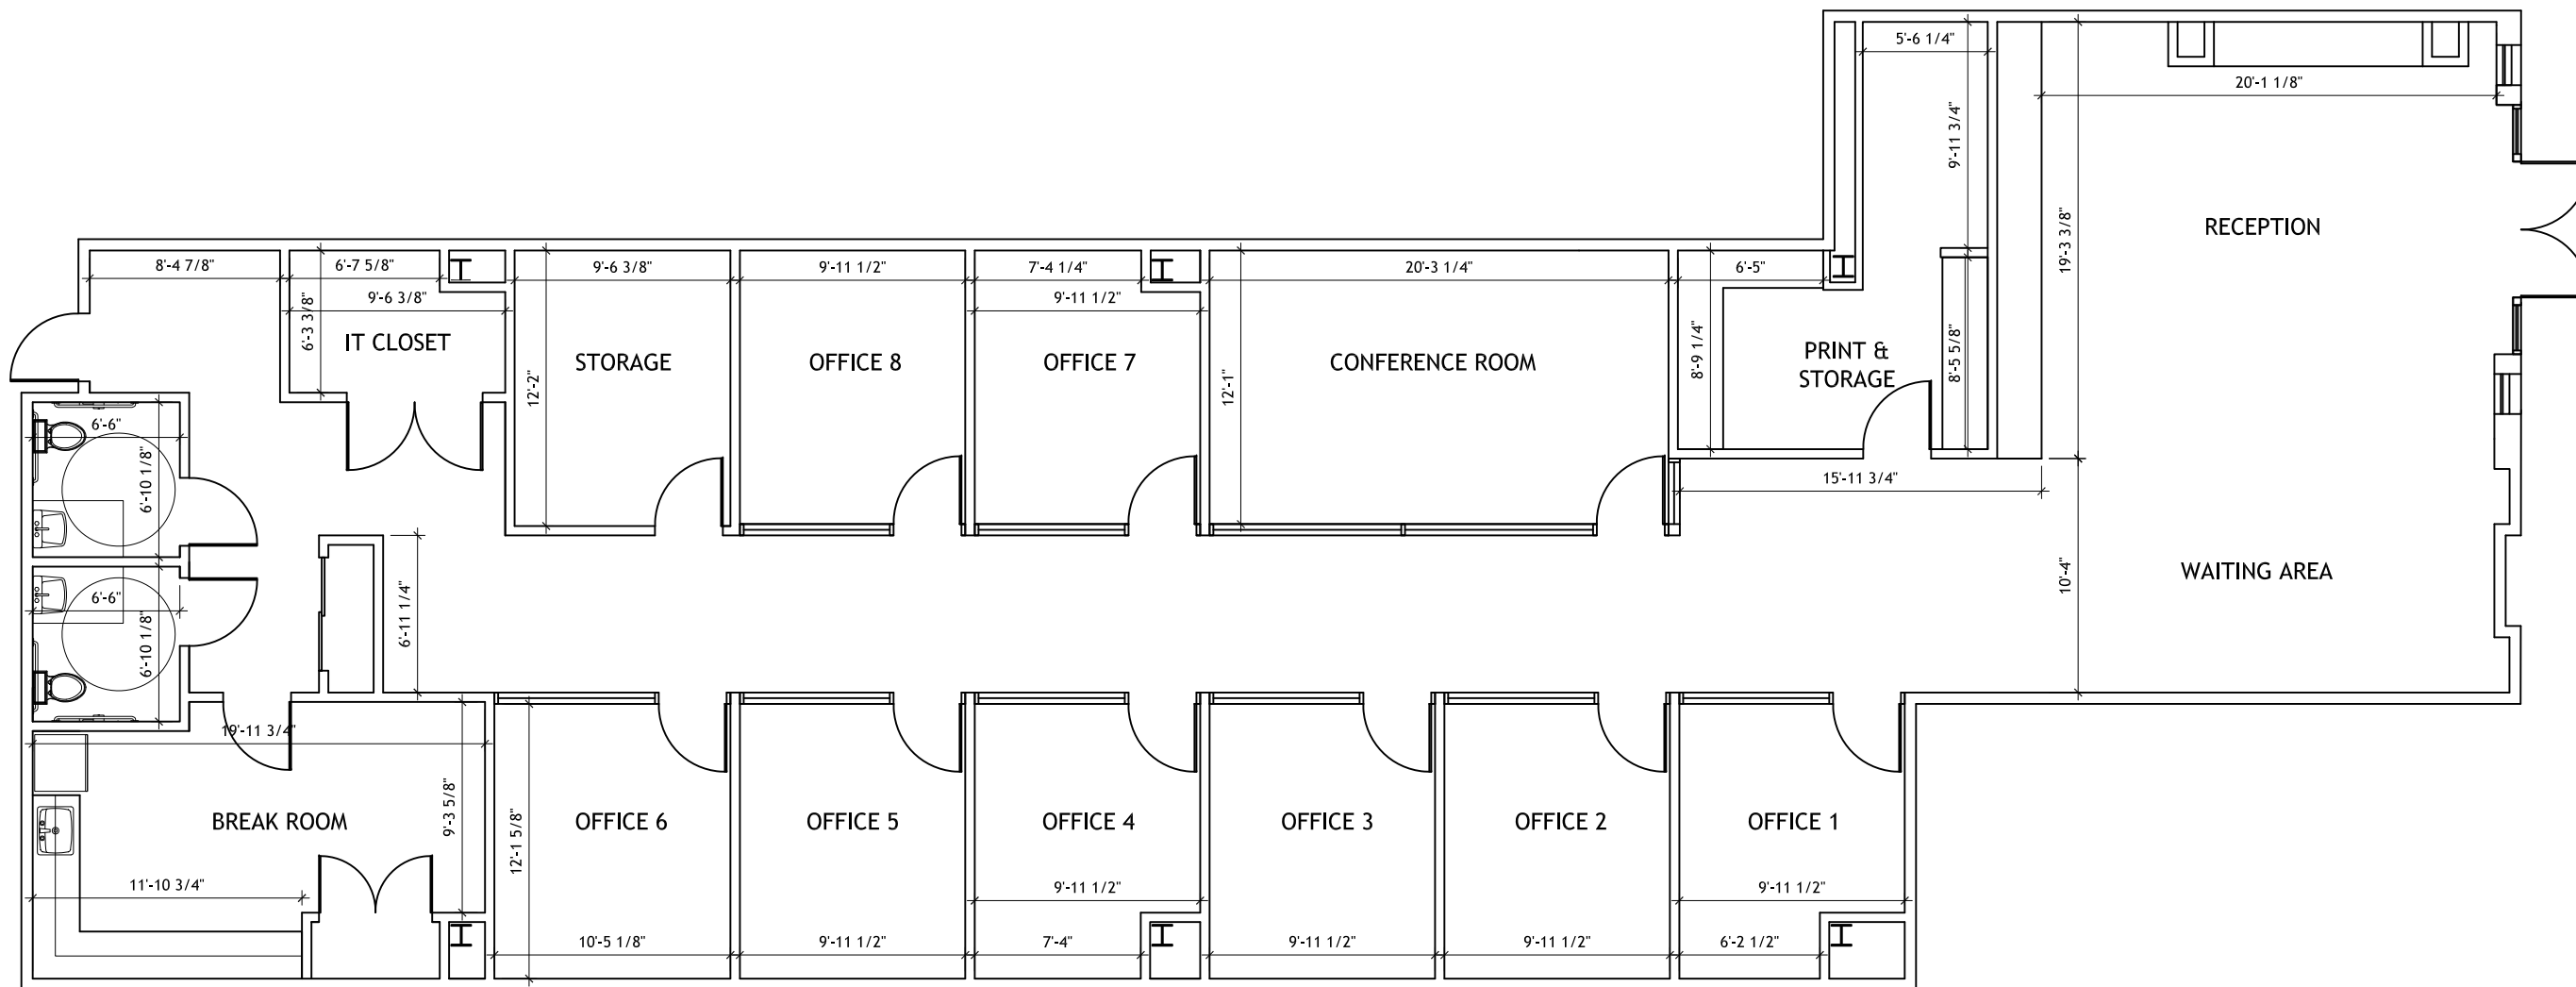 5'-6 1/4"
20'-1 1/8"
9'-11 3/4"
19'-3 3/8"
RECEPTION
8'-4 7/8"
6'-7 5/8"
9'-6 3/8"
9'-11 1/2"
7'-4 1/4"
20'-3 1/4"
6'-5"
9'-6 3/8"
9'-11 1/2"
6'-3 3/8"
IT CLOSET
STORAGE
OFFICE 8
OFFICE 7
CONFERENCE ROOM
PRINT &
STORAGE
8'-9 1/4"
8'-5 5/8"
12'-2"
12'-1"
6'-6"
6'-10 1/8"
15'-11 3/4"
6'-6"
6'-10 1/8"
6'-11 1/4"
10'-4"
WAITING AREA
19'-11 3/4"
9'-3 5/8"
12'-1 5/8"
BREAK ROOM
OFFICE 6
OFFICE 5
OFFICE 4
OFFICE 3
OFFICE 2
OFFICE 1
11'-10 3/4"
9'-11 1/2"
9'-11 1/2"
10'-5 1/8"
9'-11 1/2"
7'-4"
9'-11 1/2"
9'-11 1/2"
6'-2 1/2"